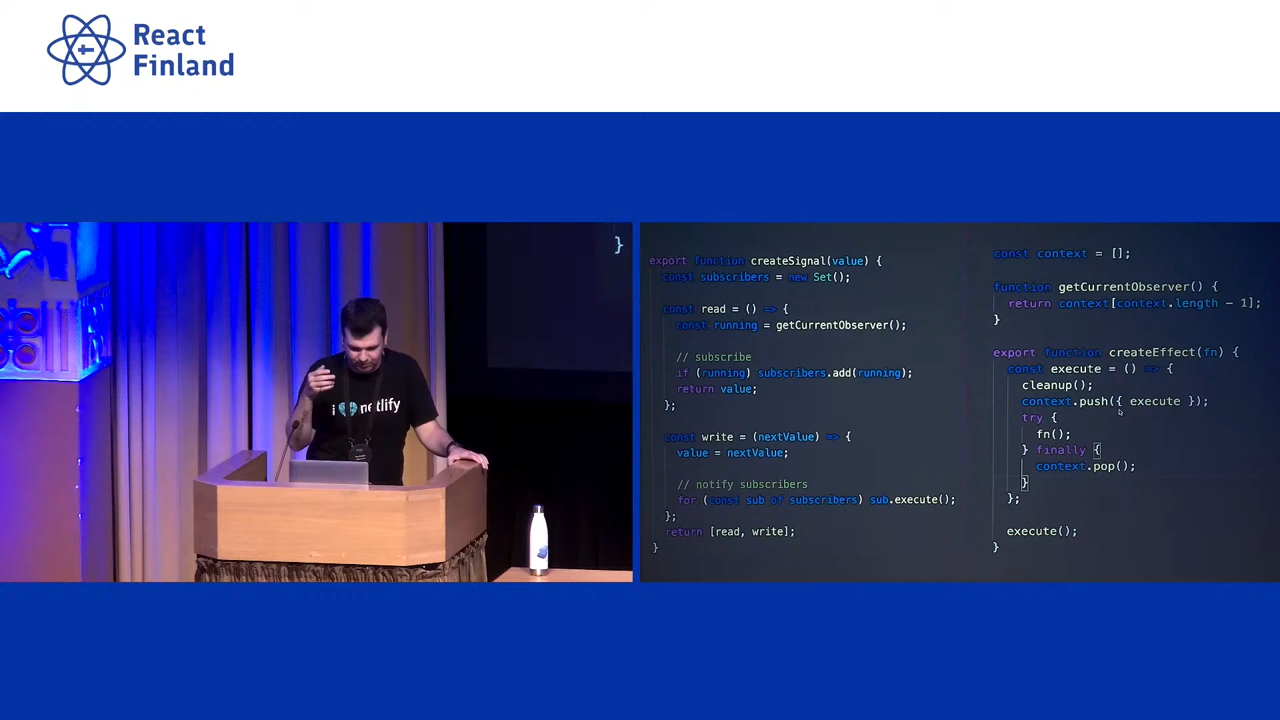 React
Finland
}
i netlify
export function createSignal(value) {
const subscribers = new Set();
const read = () => {
const running = getCurrentObserver();
// subscribe
if (running) subscribers.add(running);
return value;
};
const write = (nextValue) => {
value = nextValue;
// notify subscribers
for (const sub of subscribers) sub.execute();
};
return [read, write];
}
const context = [];
function getCurrentObserver() {
return context[context.length - 1];
}
export function createEffect(fn) {
const execute = () => {
cleanup();
context.push({ execute });
try {
fn();
} finally {
context.pop();
}
};
execute();
}